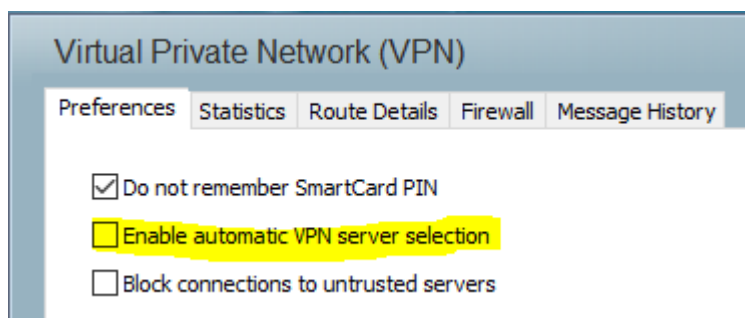 Virtual Private Network (VPN)
Preferences Statistics Route Details Firewall Message History
Do not remember SmartCard PIN
Enable automatic VPN server selection
Block connections to untrusted servers